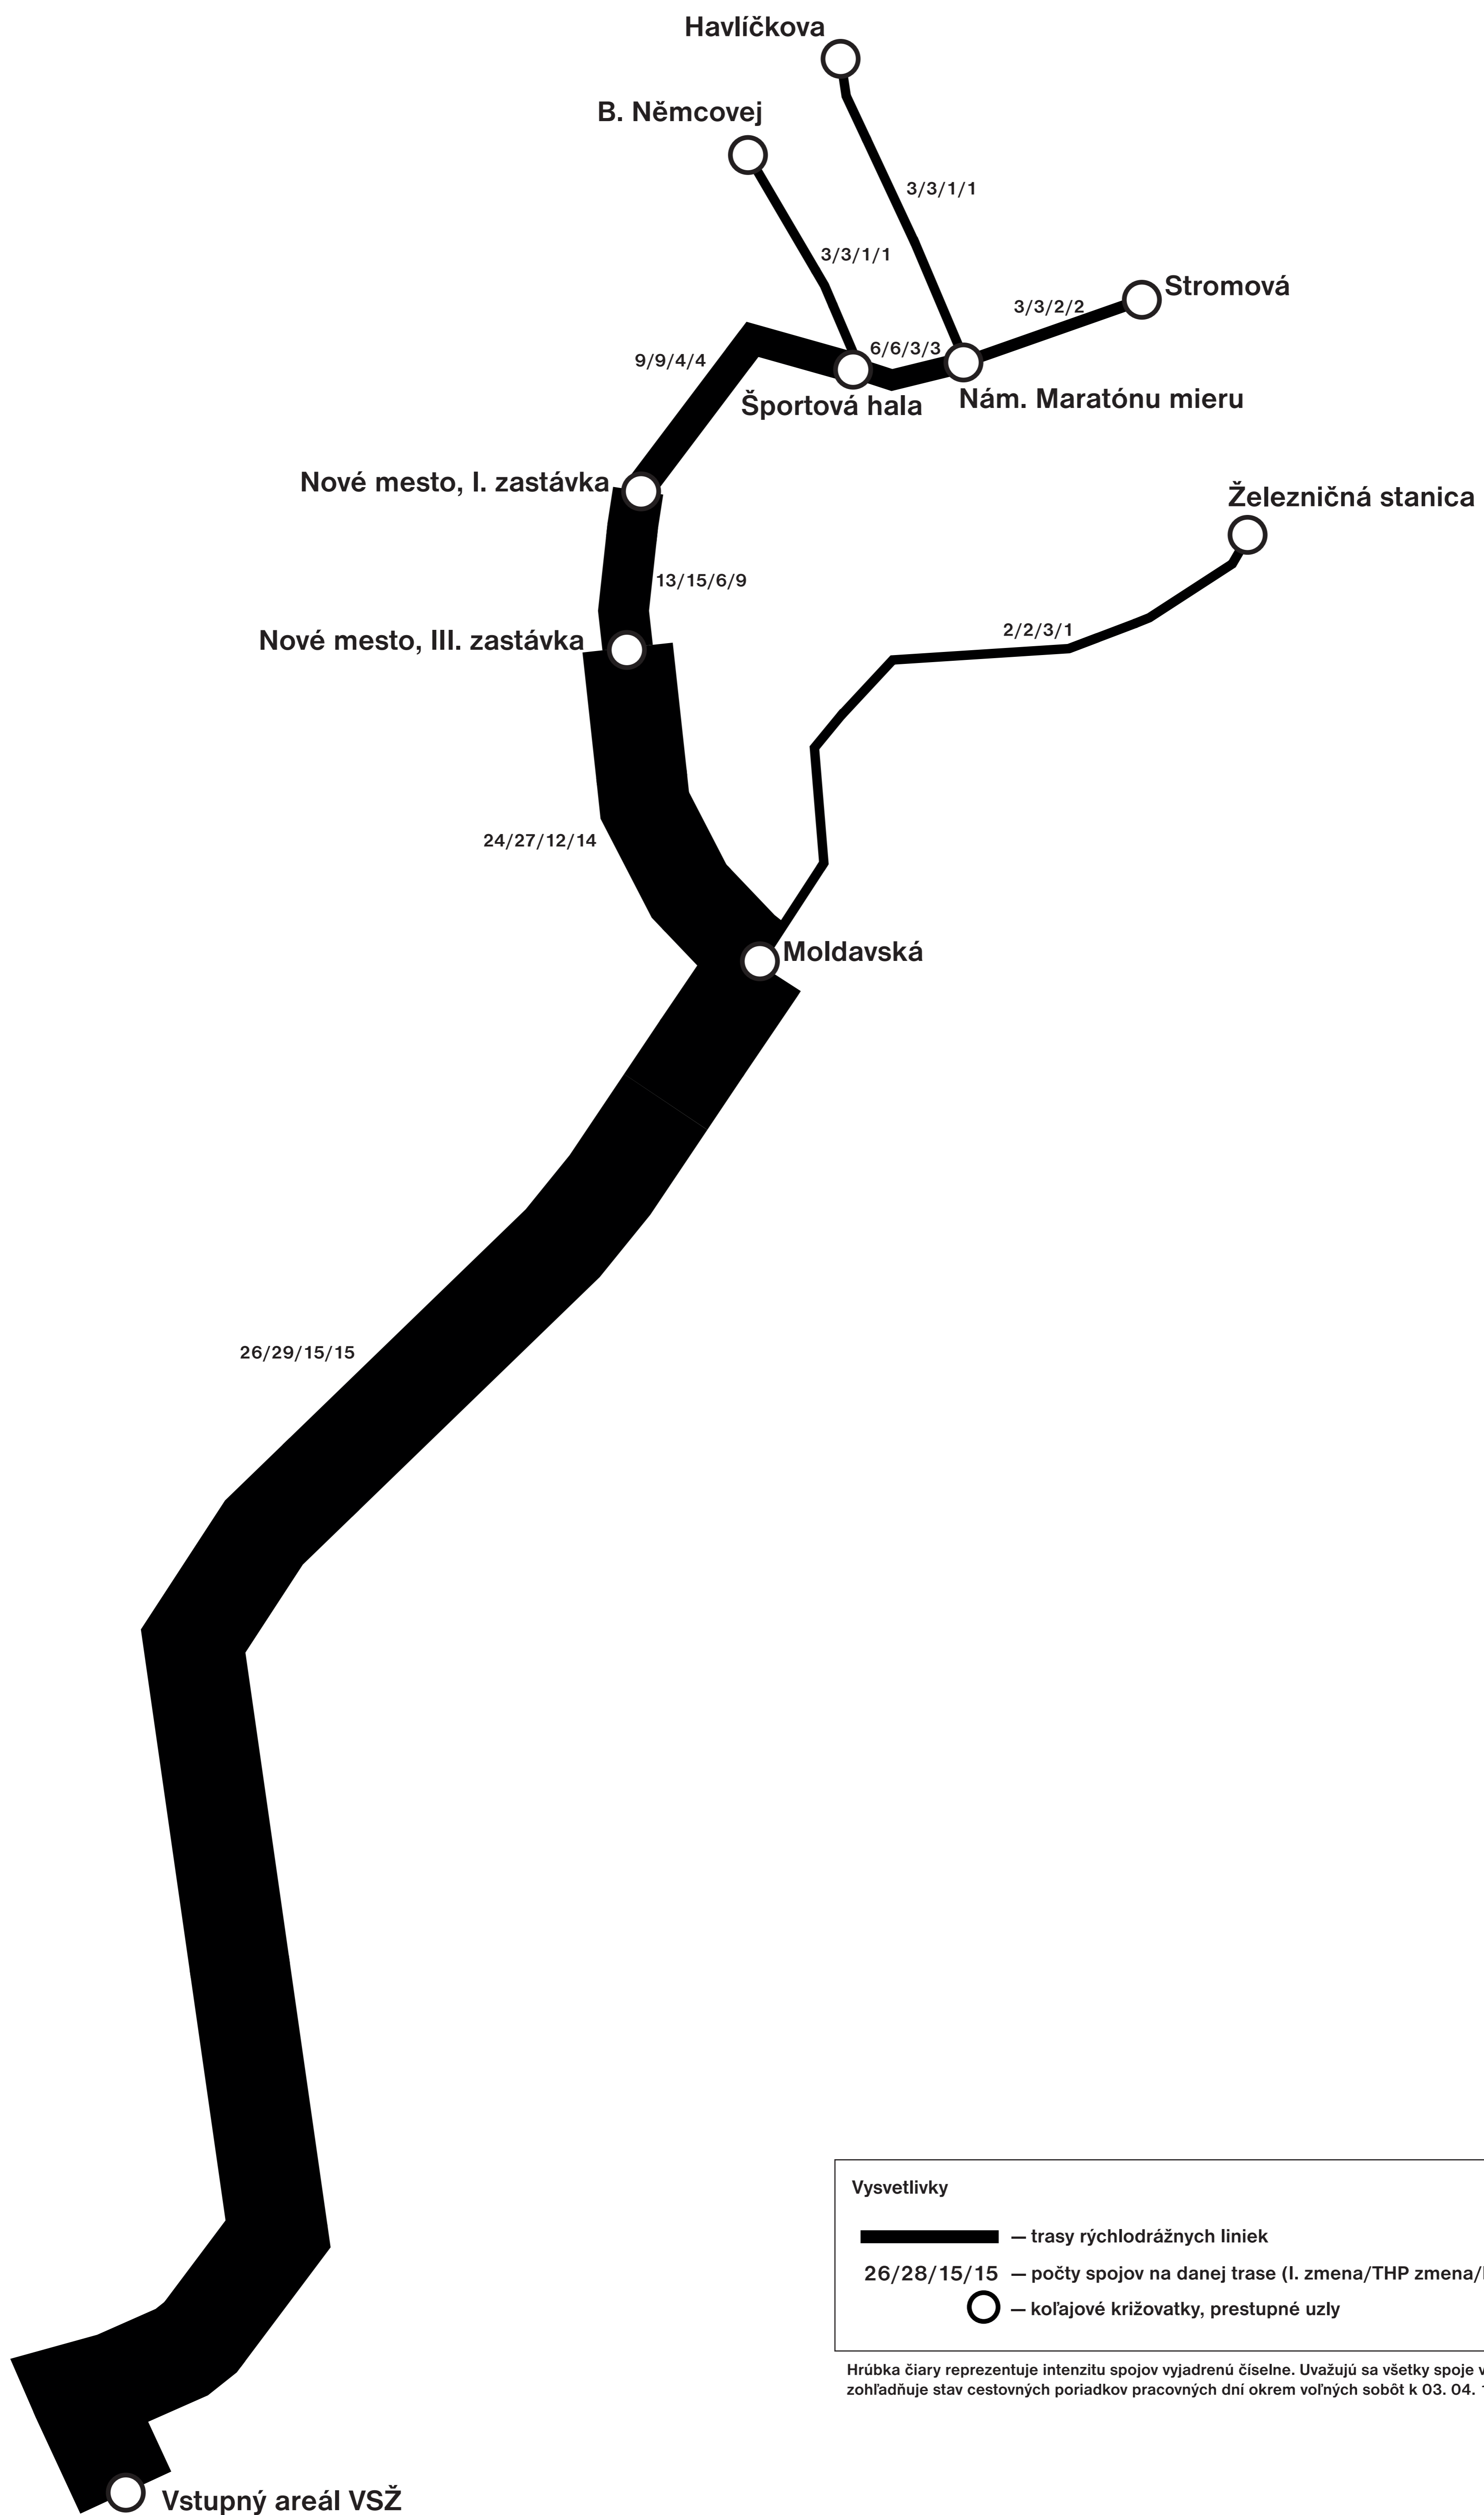 Havlíčkova
B. Němcovej
3/3/1/1
3/3/1/1
Stromová
3/3/2/2
6/6/3/3
9/9/4/4
Nám. Maratónu mieru
Športová hala
Nové mesto, I. zastávka
Železničná stanica
13/15/6/9
2/2/3/1
Nové mesto, III. zastávka
24/27/12/14
Moldavská
26/29/15/15
Vysvetlivky
— trasy rýchlodrážnych liniek
26/28/15/15 — počty spojov na danej trase (I. zmena/THP zmena/
— koľajové križovatky, prestupné uzly
Hrúbka čiary reprezentuje intenzitu spojov vyjadrenú číselne. Uvažujú sa všetky spoje v
zohľadňuje stav cestovných poriadkov pracovných dní okrem voľných sobôt k 03. 04.
Vstupný areál VSŽ